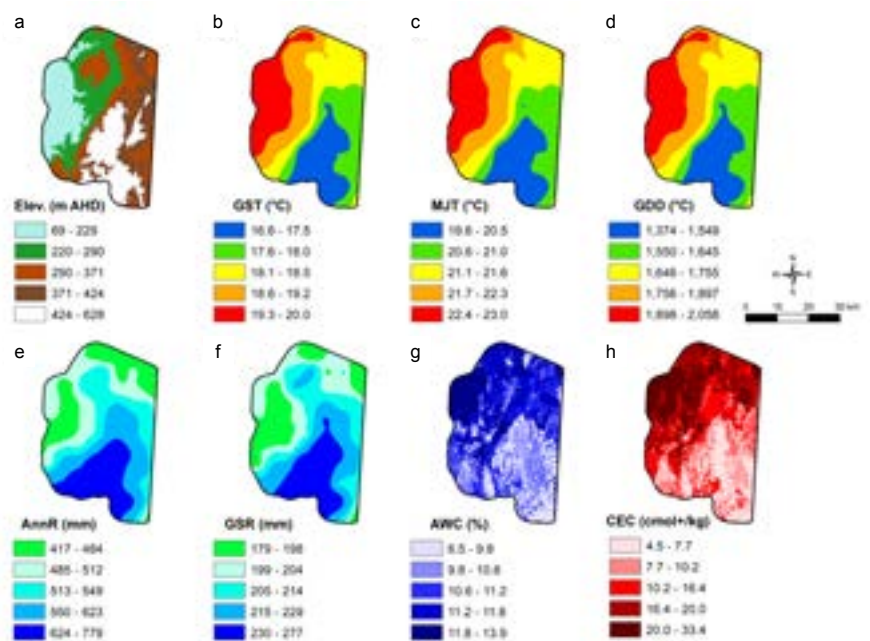 a
b
c
d
Elev. (m AHD)
69 - 229
220 - 290
290 - 371
371 - 424
424 - 628
GST (°C)
16.6 - 17.5
17.6 - 18.0
18.1 - 18.5
18.6 - 19.2
19.3 - 20.0
MJT (°C)
19.6 - 20.5
20.6 - 21.0
21.1 - 21.6
21.7 - 22.3
22.4 - 23.0
GDD (°C)
1,374 - 1,549
1,550 - 1,645
1,646 - 1,755
1,756 - 1,897
1,898 - 2,058
0 10 20 30 km
e
f
g
h
AnnR (mm)
417 - 484
485 - 512
513 - 549
550 - 623
624 - 779
GSR (mm)
179 - 198
199 - 204
205 - 214
215 - 229
230 - 277
AWC (%)
6.5 - 9.8
9.8 - 10.6
10.6 - 11.2
11.2 - 11.8
11.8 - 13.9
CEC (cmol+/kg)
4.5 - 7.7
7.7 - 10.2
10.2 - 16.4
16.4 - 20.0
20.0 - 33.4